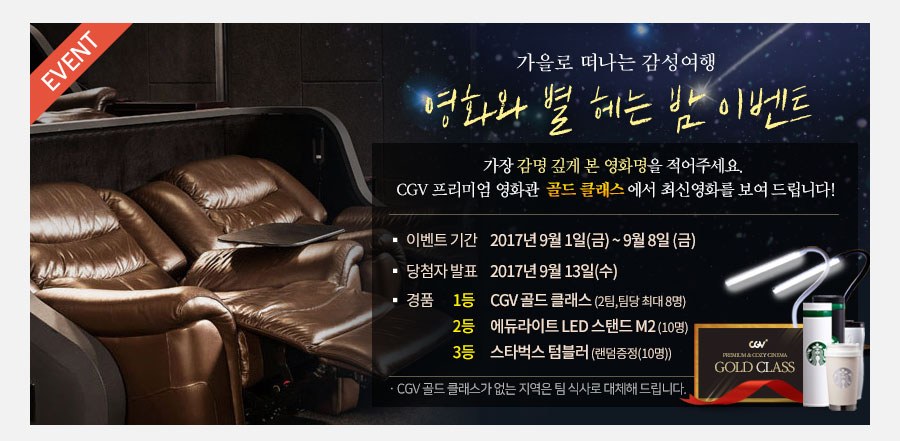 EVENT
가을로 떠나는 감성여행
영화와 별 헤는 밤 이벤트
가장 감명 깊게 본 영화명을 적어주세요.
CGV 프리미엄 영화관 골드 클래스 에서 최신영화를 보여 드립니다!
▪ 이벤트 기간 2017년 9월 1일(금) ~ 9월 8일 (금)
▪ 당첨자 발표 2017년 9월 13일(수)
▪ 경품 1등 CGV 골드 클래스 (2팀,팀당 최대 8명)
2등 에듀라이트 LED 스탠드 M2 (10명)
3등 스타벅스 텀블러 (랜덤증정(10명))
· CGV 골드 클래스가 없는 지역은 팀 식사로 대체해 드립니다.
CGV
PREMIUM & COZY CINEMA
GOLD CLASS